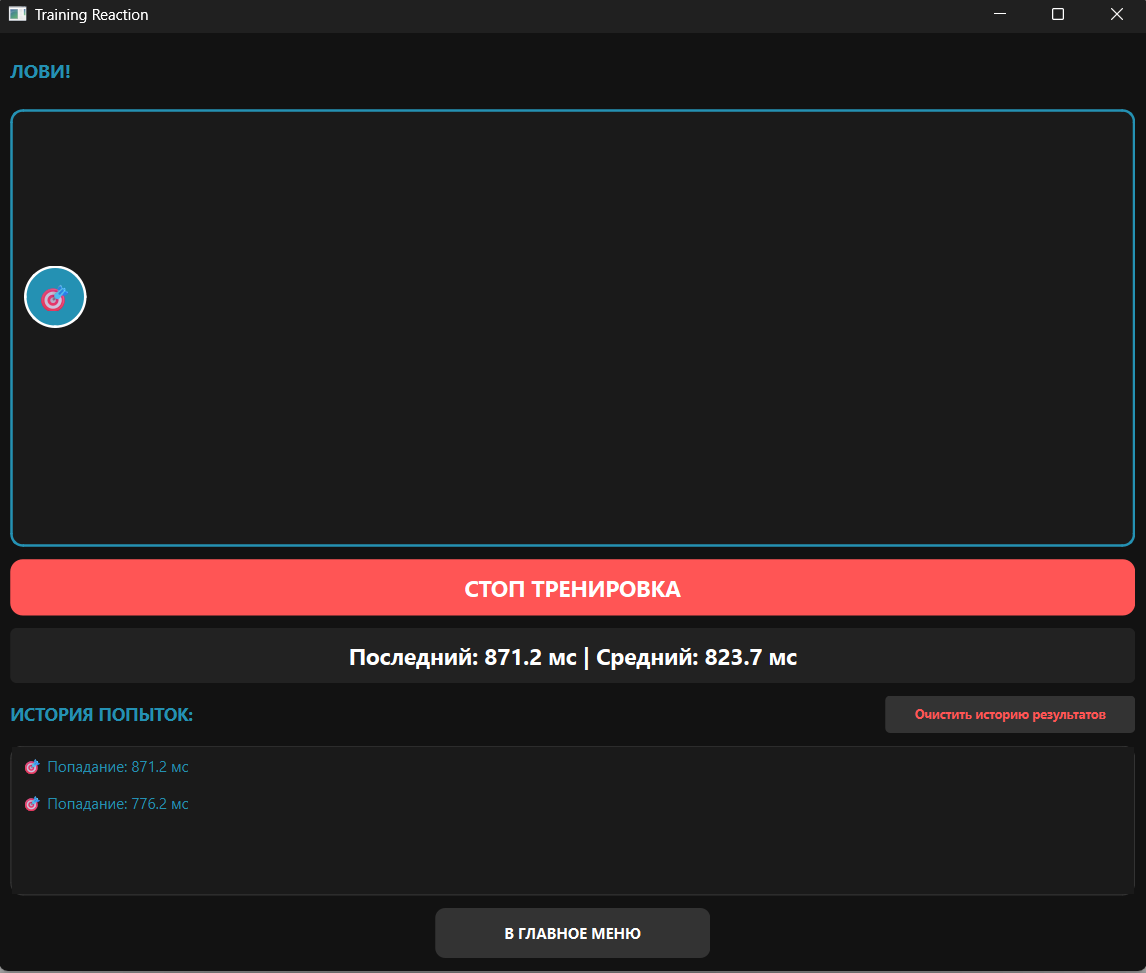 Training Reaction
ЛОВИ!
СТОП ТРЕНИРОВКА
Последний: 871.2 мс | Средний: 823.7 мс
ИСТОРИЯ ПОПЫТОК:
Очистить историю результатов
🎯 Попадание: 871.2 мс
🎯 Попадание: 776.2 мс
В ГЛАВНОЕ МЕНЮ